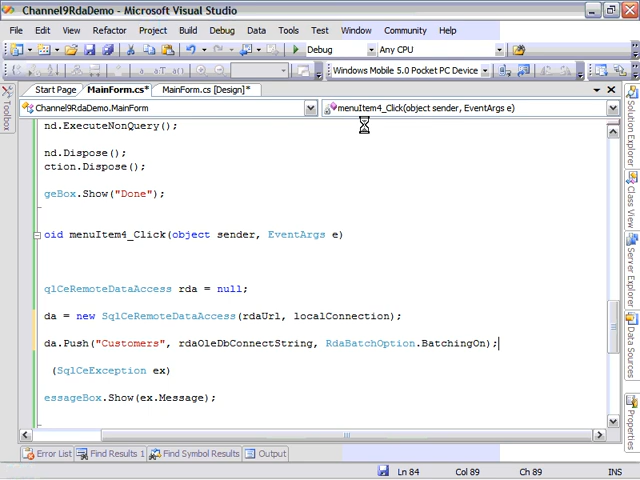 Channel9RdaDemo - Microsoft Visual Studio
File Edit View Refactor Project Build Debug Data Tools Test Window Community Help
Debug Any CPU
Windows Mobile 5.0 Pocket PC Device
Start Page MainForm.cs* MainForm.cs [Design]*
Channel9RdaDemo.MainForm menuItem4_Click(object sender, EventArgs e)
nd.ExecuteNonQuery();
nd.Dispose();
ction.Dispose();
geBox.Show("Done");
oid menuItem4_Click(object sender, EventArgs e)
qlCeRemoteDataAccess rda = null;
da = new SqlCeRemoteDataAccess(rdaUrl, localConnection);
da.Push("Customers", rdaOleDbConnectString, RdaBatchOption.BatchingOn);
(SqlCeException ex)
essageBox.Show(ex.Message);
Toolbox
Solution Explorer
Class View
Server Explorer
Data Sources
Properties
Error List Find Results 1 Find Symbol Results Output
Ln 84 Col 89 Ch 89